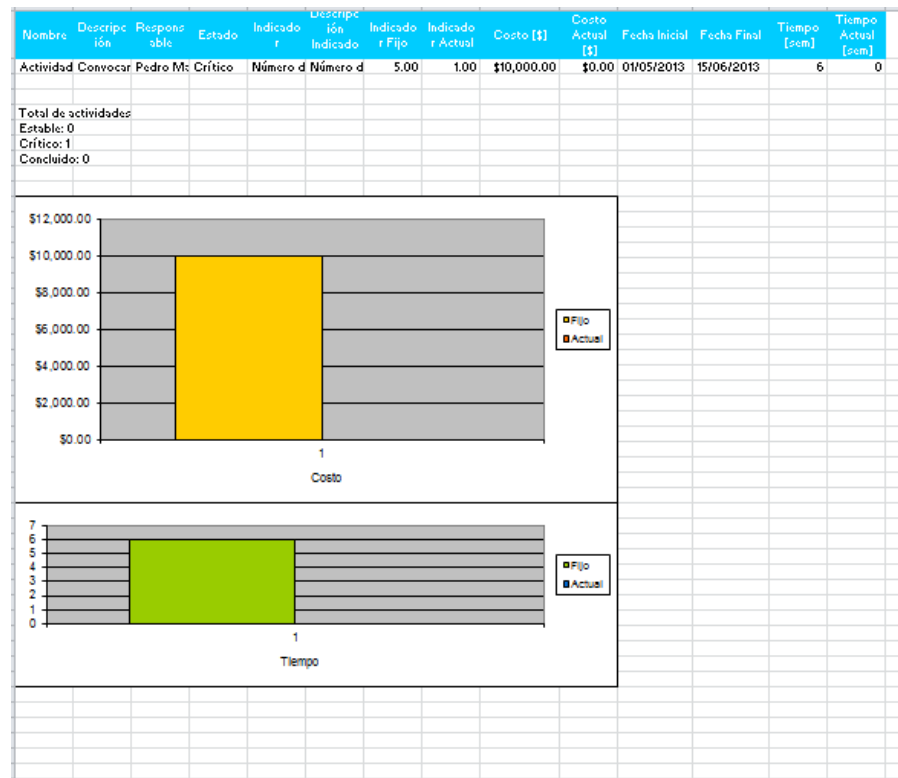 Nombre Descripción Responsable Estado Indicador Descripción Indicado Indicador Fijo Indicador Actual Costo [$] Costo Actual [$] Fecha Inicial Fecha Final Tiempo [sem] Tiempo Actual [sem]
Actividad Convocar Pedro Crítico Número d Número d 5.00 1.00 $10,000.00 $0.00 01/05/2013 15/06/2013 6 0
Total de actividades
Estable: 0
Crítico: 1
Concluido: 0
$12,000.00
$10,000.00
$8,000.00
$6,000.00
$4,000.00
$2,000.00
$0.00
1
Costo
Fijo
Actual
7
6
5
4
3
2
1
0
1
Tiempo
Fijo
Actual